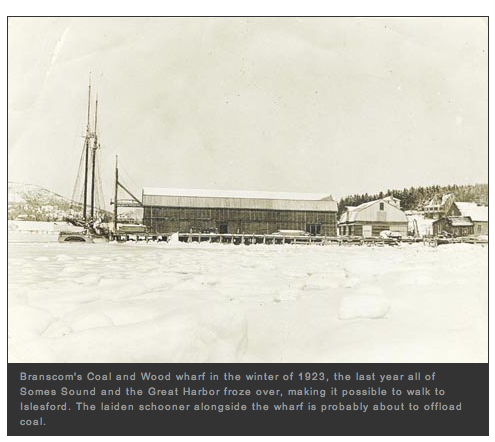 Branscom's Coal and Wood wharf in the winter of 1923, the last year all of
Somes Sound and the Great Harbor froze over, making it possible to walk to
Islesford. The laiden schooner alongside the wharf is probably about to offload
coal.